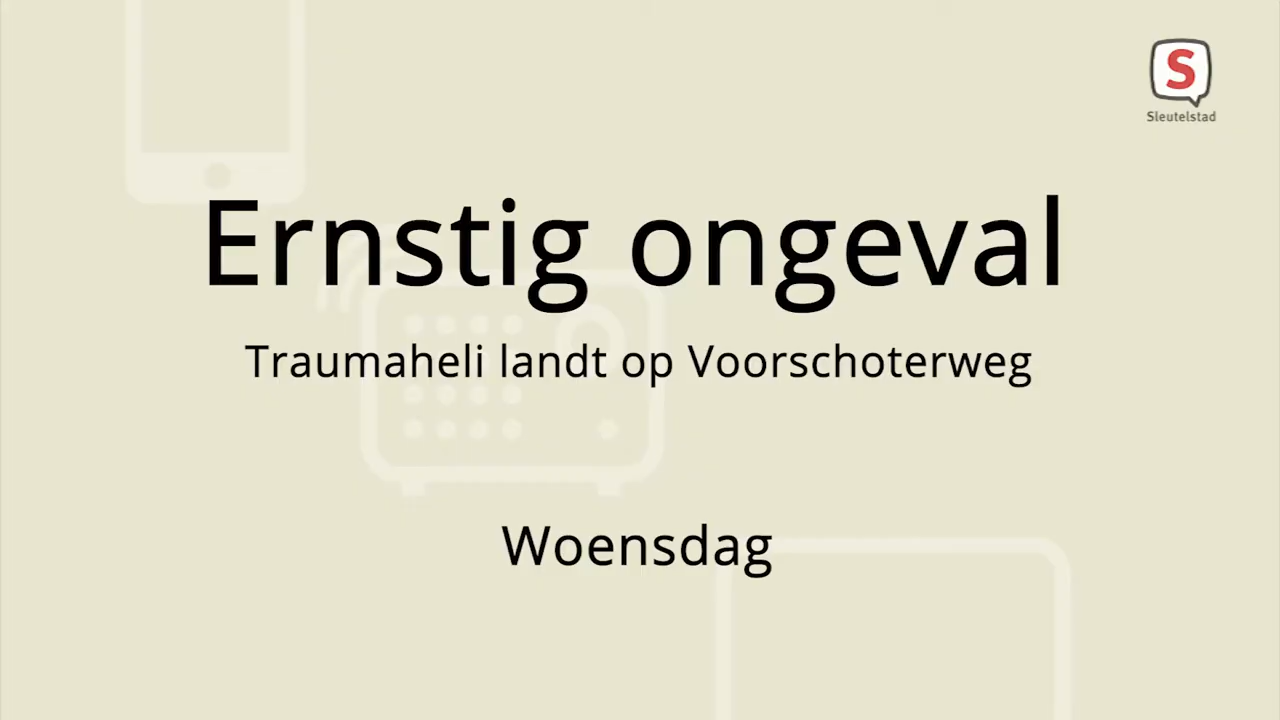 S
Sleutelstad
Ernstig ongeval
Traumaheli landt op Voorschoterweg
Woensdag